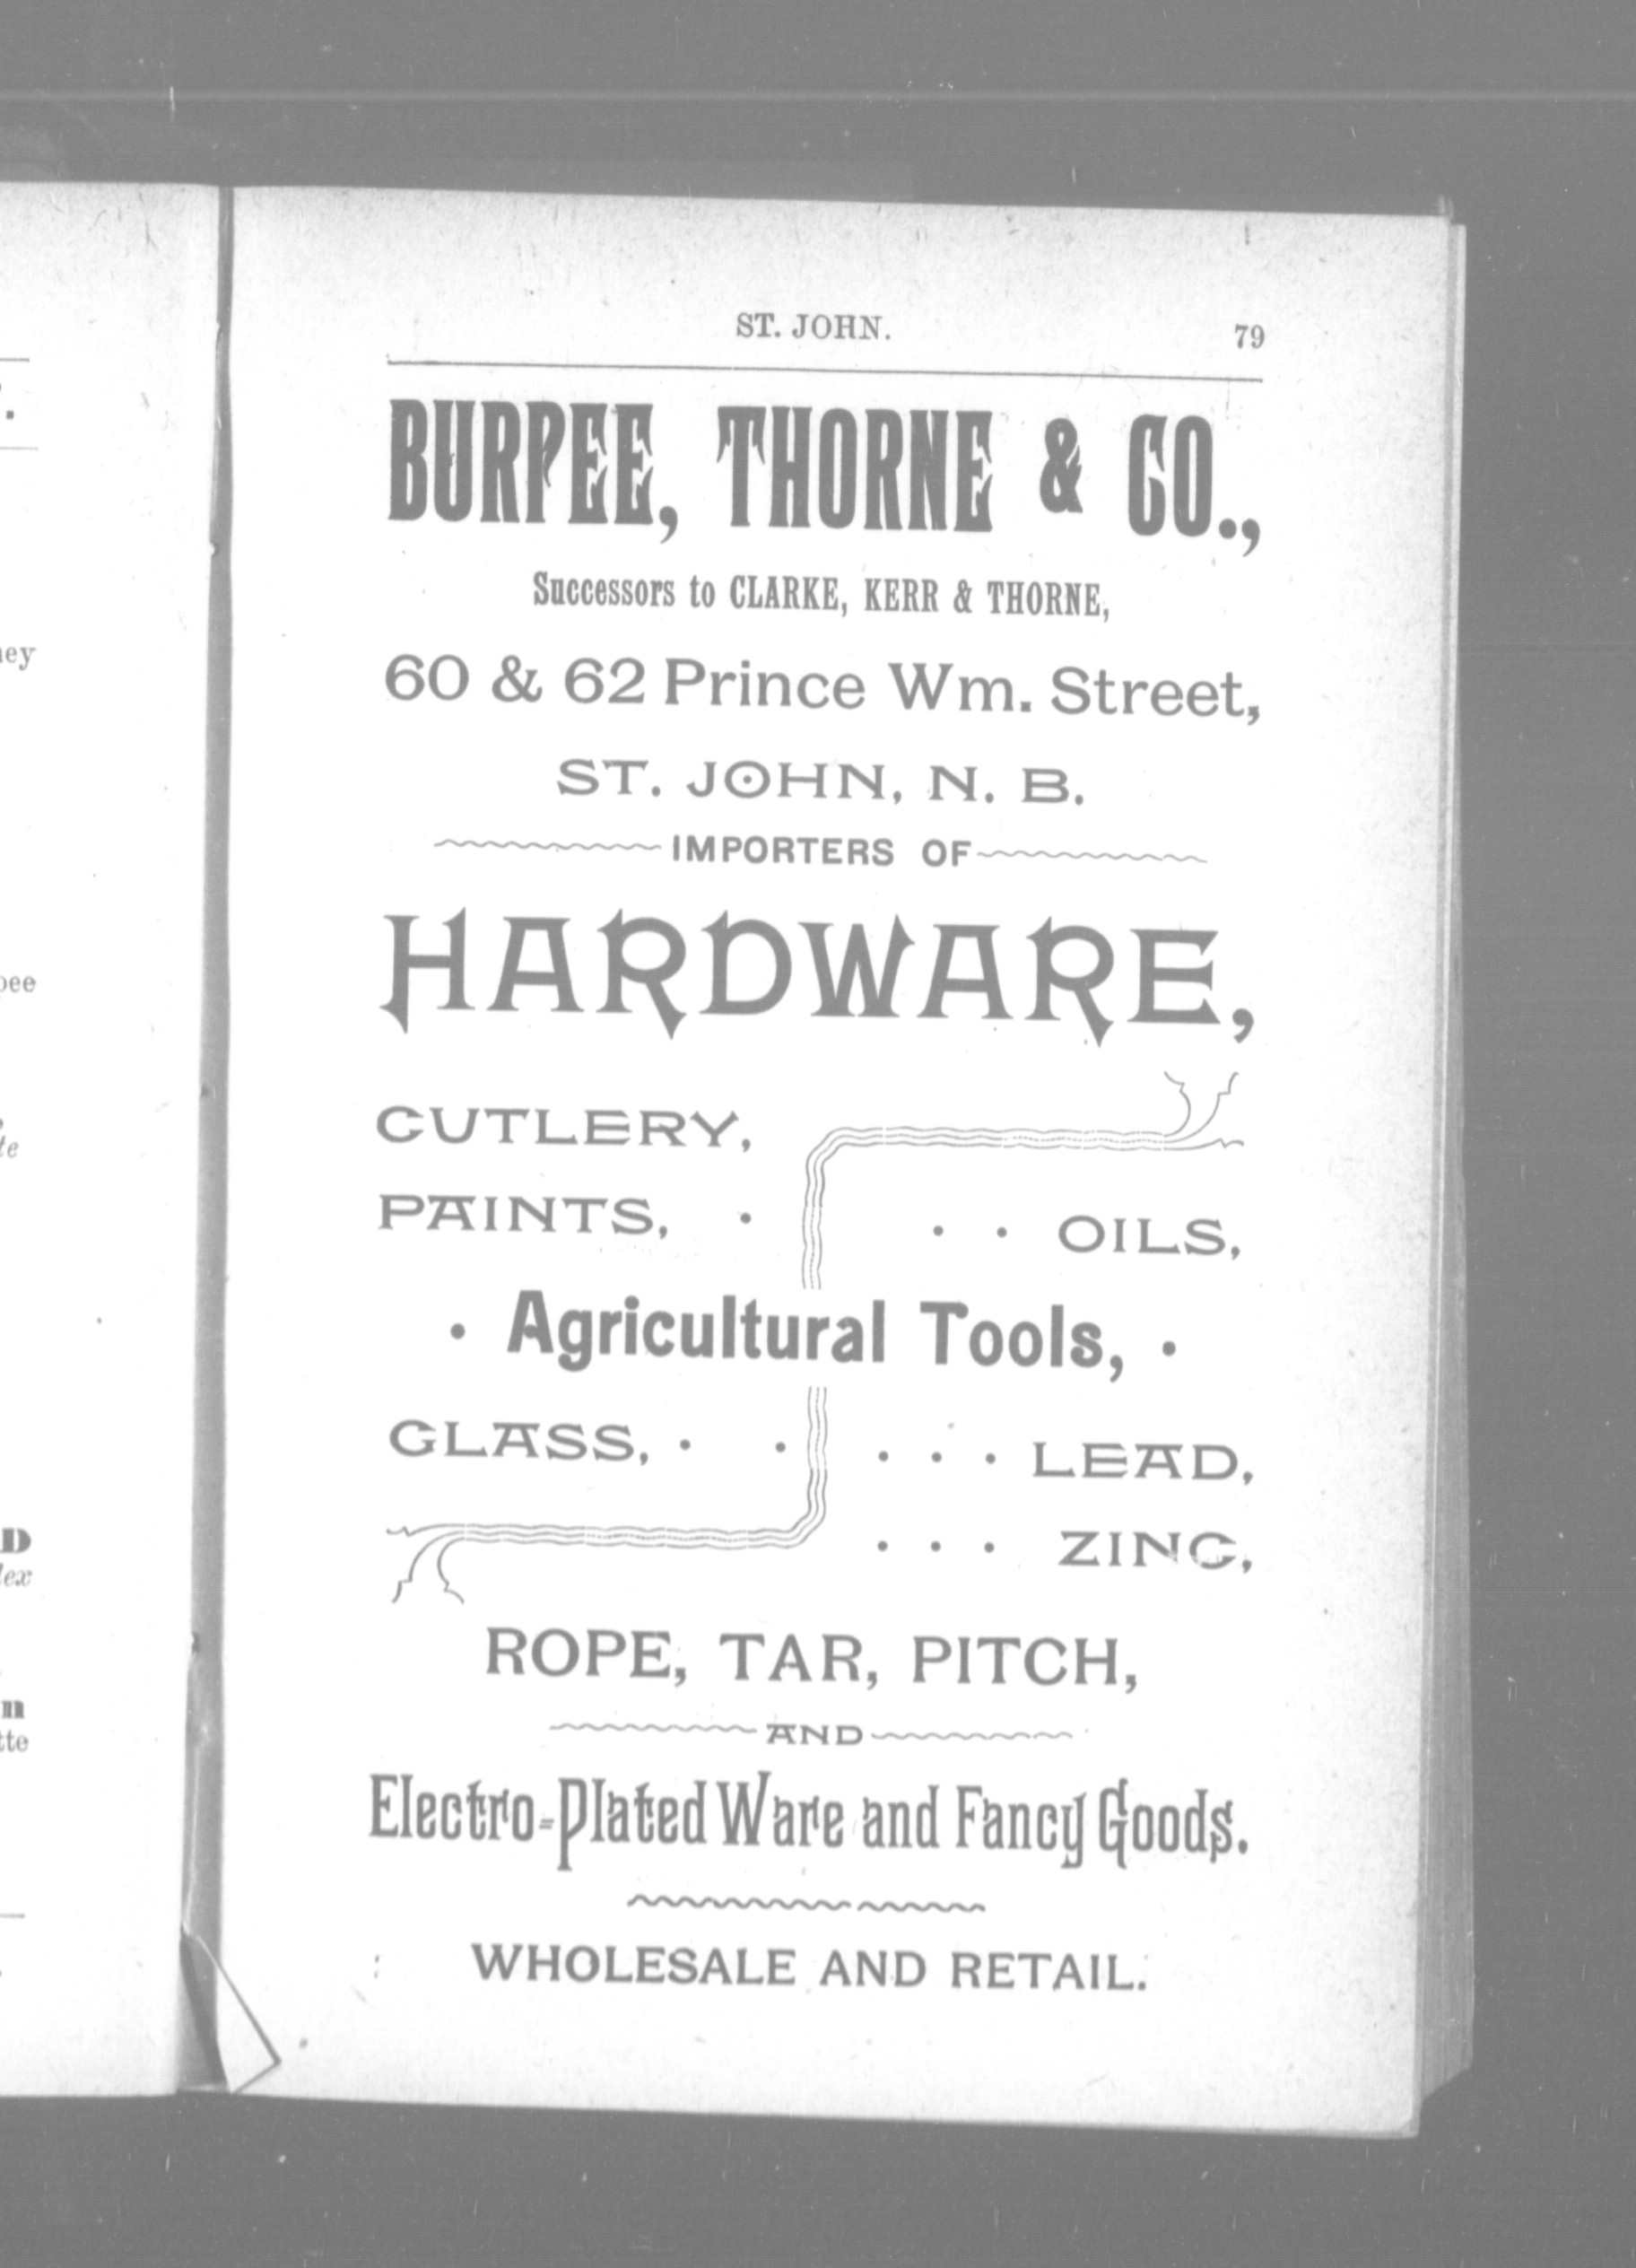 ST. JOHN. 79
BURPEE, THORNE & CO.,
Successors to CLARKE, KERR & THORNE,
60 & 62 Prince Wm. Street,
ST. JOHN, N. B.
IMPORTERS OF
HARDWARE,
CUTLERY,
PAINTS, · · · OILS,
· Agricultural Tools, ·
GLASS, · · · · · LEAD,
· · · ZINC,
ROPE, TAR, PITCH,
AND
Electro-Plated Ware and Fancy Goods.
WHOLESALE AND RETAIL.